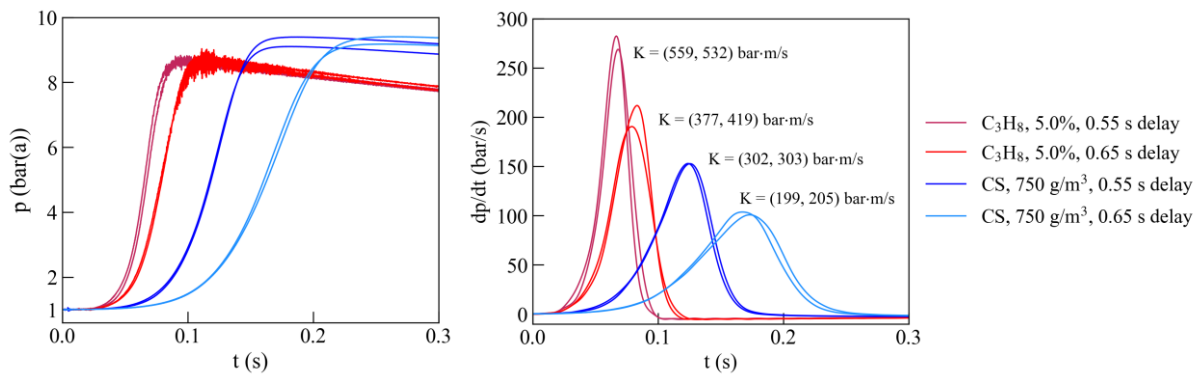 10
8
6
4
2
1
p (bar(a))
0.0
0.1
0.2
0.3
t (s)
300
250
200
150
100
50
0
dp/dt (bar/s)
K = (559, 532) bar·m/s
K = (377, 419) bar·m/s
K = (302, 303) bar·m/s
K = (199, 205) bar·m/s
0.0
0.1
0.2
0.3
t (s)
C₃H₈, 5.0%, 0.55 s delay
C₃H₈, 5.0%, 0.65 s delay
CS, 750 g/m³, 0.55 s delay
CS, 750 g/m³, 0.65 s delay